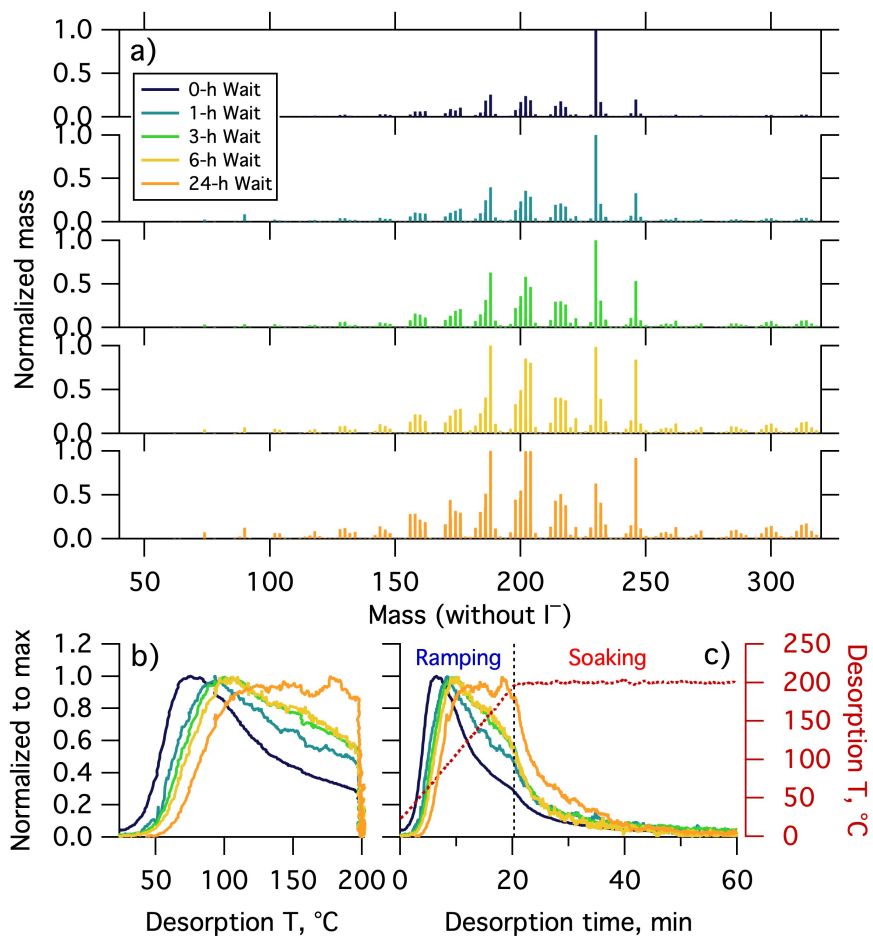 a)
1.0
0.5
0.0
0-h Wait
1-h Wait
3-h Wait
6-h Wait
24-h Wait
1.0
0.5
0.0
1.0
0.5
0.0
1.0
0.5
0.0
1.0
0.5
0.0
Normalized mass
50 100 150 200 250 300
Mass (without I⁻)
b)
1.2
1.0
0.8
0.6
0.4
0.2
0.0
Normalized to max
50 100 150 200
Desorption T, °C
Ramping Soaking c)
250
200
150
100
50
0
Desorption T, °C
0 20 40 60
Desorption time, min